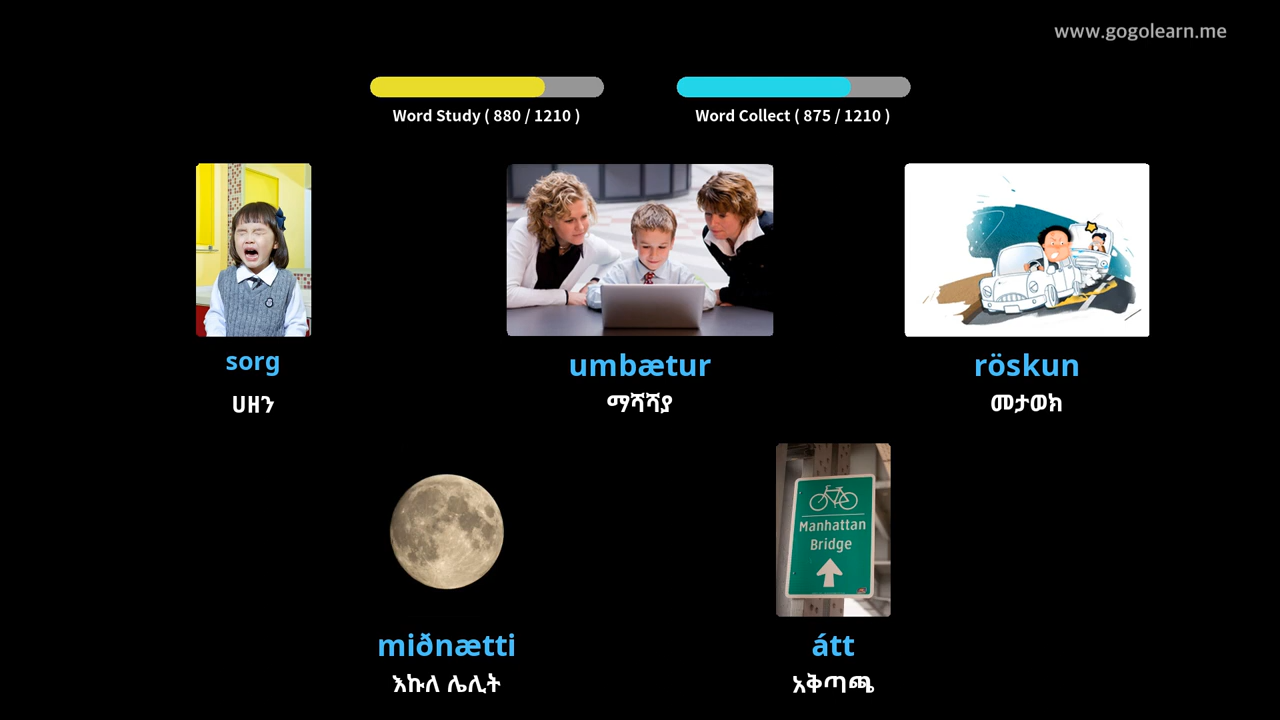 www.gogolearn.me
Word Study ( 880 / 1210 )
Word Collect ( 875 / 1210 )
sorg
ሀዘን
umbætur
ማሻሻያ
röskun
መታወክ
Manhattan
Bridge
miðnætti
እኩለ ሌሊት
átt
አቅጣጫ